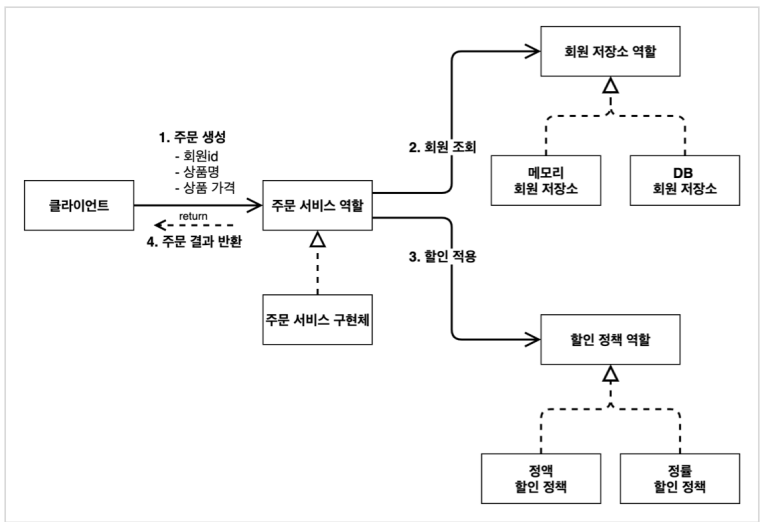 회원 저장소 역할
1. 주문 생성
- 회원id
- 상품명
- 상품 가격
2. 회원 조회
메모리
회원 저장소
DB
회원 저장소
클라이언트
주문 서비스 역할
return
4. 주문 결과 반환
3. 할인 적용
주문 서비스 구현체
할인 정책 역할
정액
할인 정책
정률
할인 정책